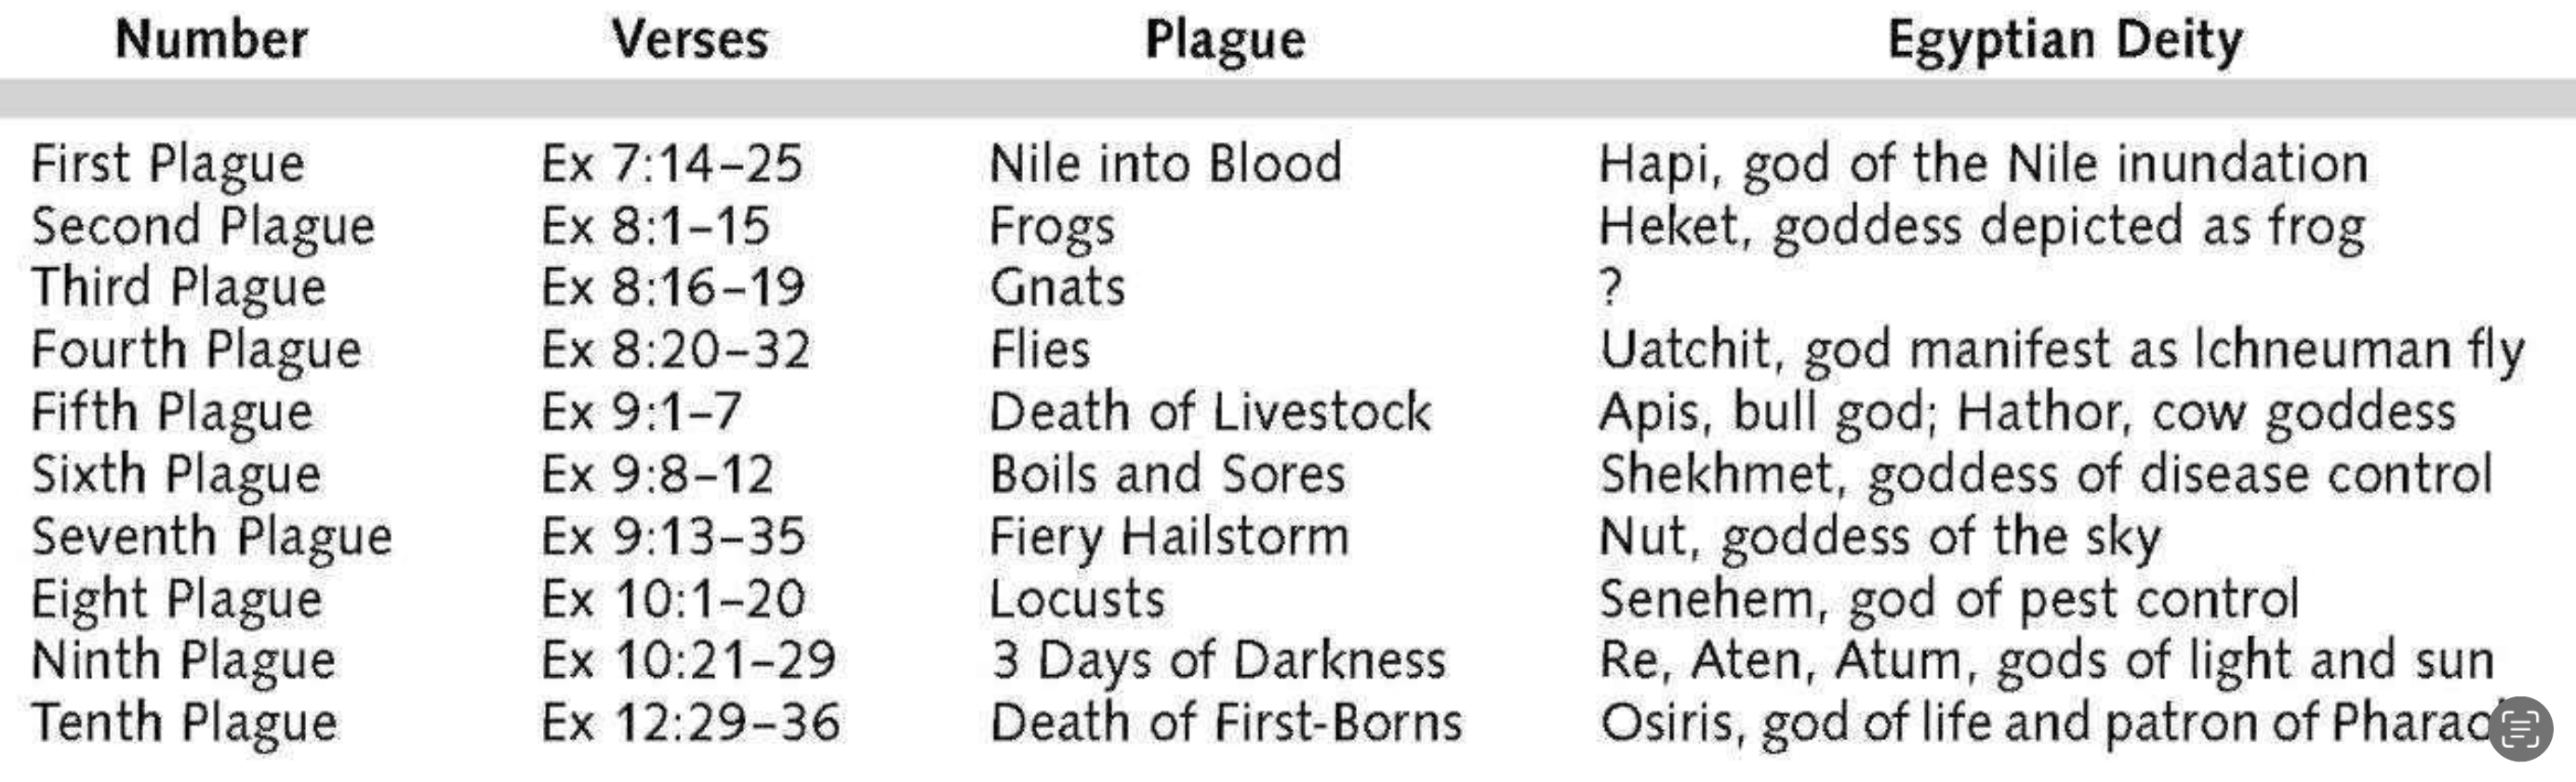 Number Verses Plague Egyptian Deity
First Plague Ex 7:14–25 Nile into Blood Hapi, god of the Nile inundation
Second Plague Ex 8:1–15 Frogs Heket, goddess depicted as frog
Third Plague Ex 8:16–19 Gnats ?
Fourth Plague Ex 8:20–32 Flies Uatchit, god manifest as Ichneuman fly
Fifth Plague Ex 9:1–7 Death of Livestock Apis, bull god; Hathor, cow goddess
Sixth Plague Ex 9:8–12 Boils and Sores Shekhmet, goddess of disease control
Seventh Plague Ex 9:13–35 Fiery Hailstorm Nut, goddess of the sky
Eight Plague Ex 10:1–20 Locusts Senehem, god of pest control
Ninth Plague Ex 10:21–29 3 Days of Darkness Re, Aten, Atum, gods of light and sun
Tenth Plague Ex 12:29–36 Death of First-Borns Osiris, god of life and patron of